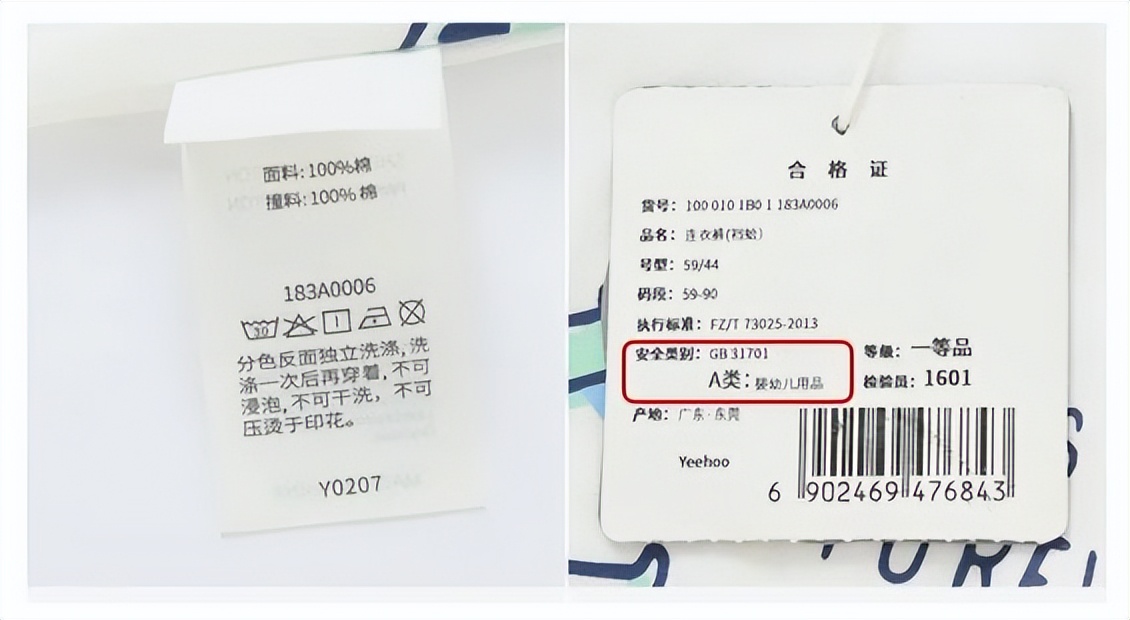 面料:100%棉
撞料:100%棉
183A0006
30
分色反面独立洗涤,洗
涤一次后再穿着,不可
浸泡,不可干洗，不可
压烫于印花。
Y0207
合格证
货号：100 010 1B0 1 183A0006
品名：连衣裤(袑蛤)
号型：59/44
码段：59-90
执行标准：FZ/T 73025-2013
安全类别：GB 31701
A类：婴幼儿用品
等级：一等品
检验员：1601
产地：广东·东莞
Yeehoo
6 902469 476843